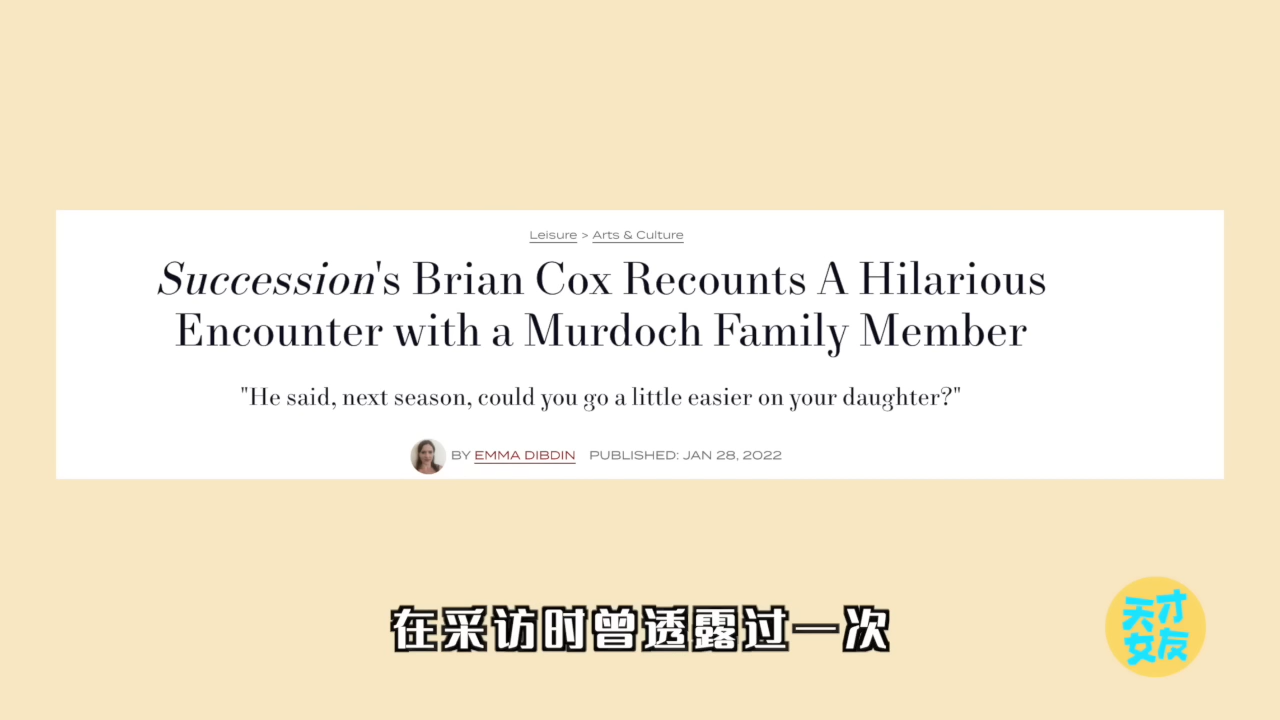 Leisure > Arts & Culture
Succession's Brian Cox Recounts A Hilarious
Encounter with a Murdoch Family Member
"He said, next season, could you go a little easier on your daughter?"
BY EMMA DIBDIN PUBLISHED: JAN 28, 2022
在采访时曾透露过一次
天才
女友